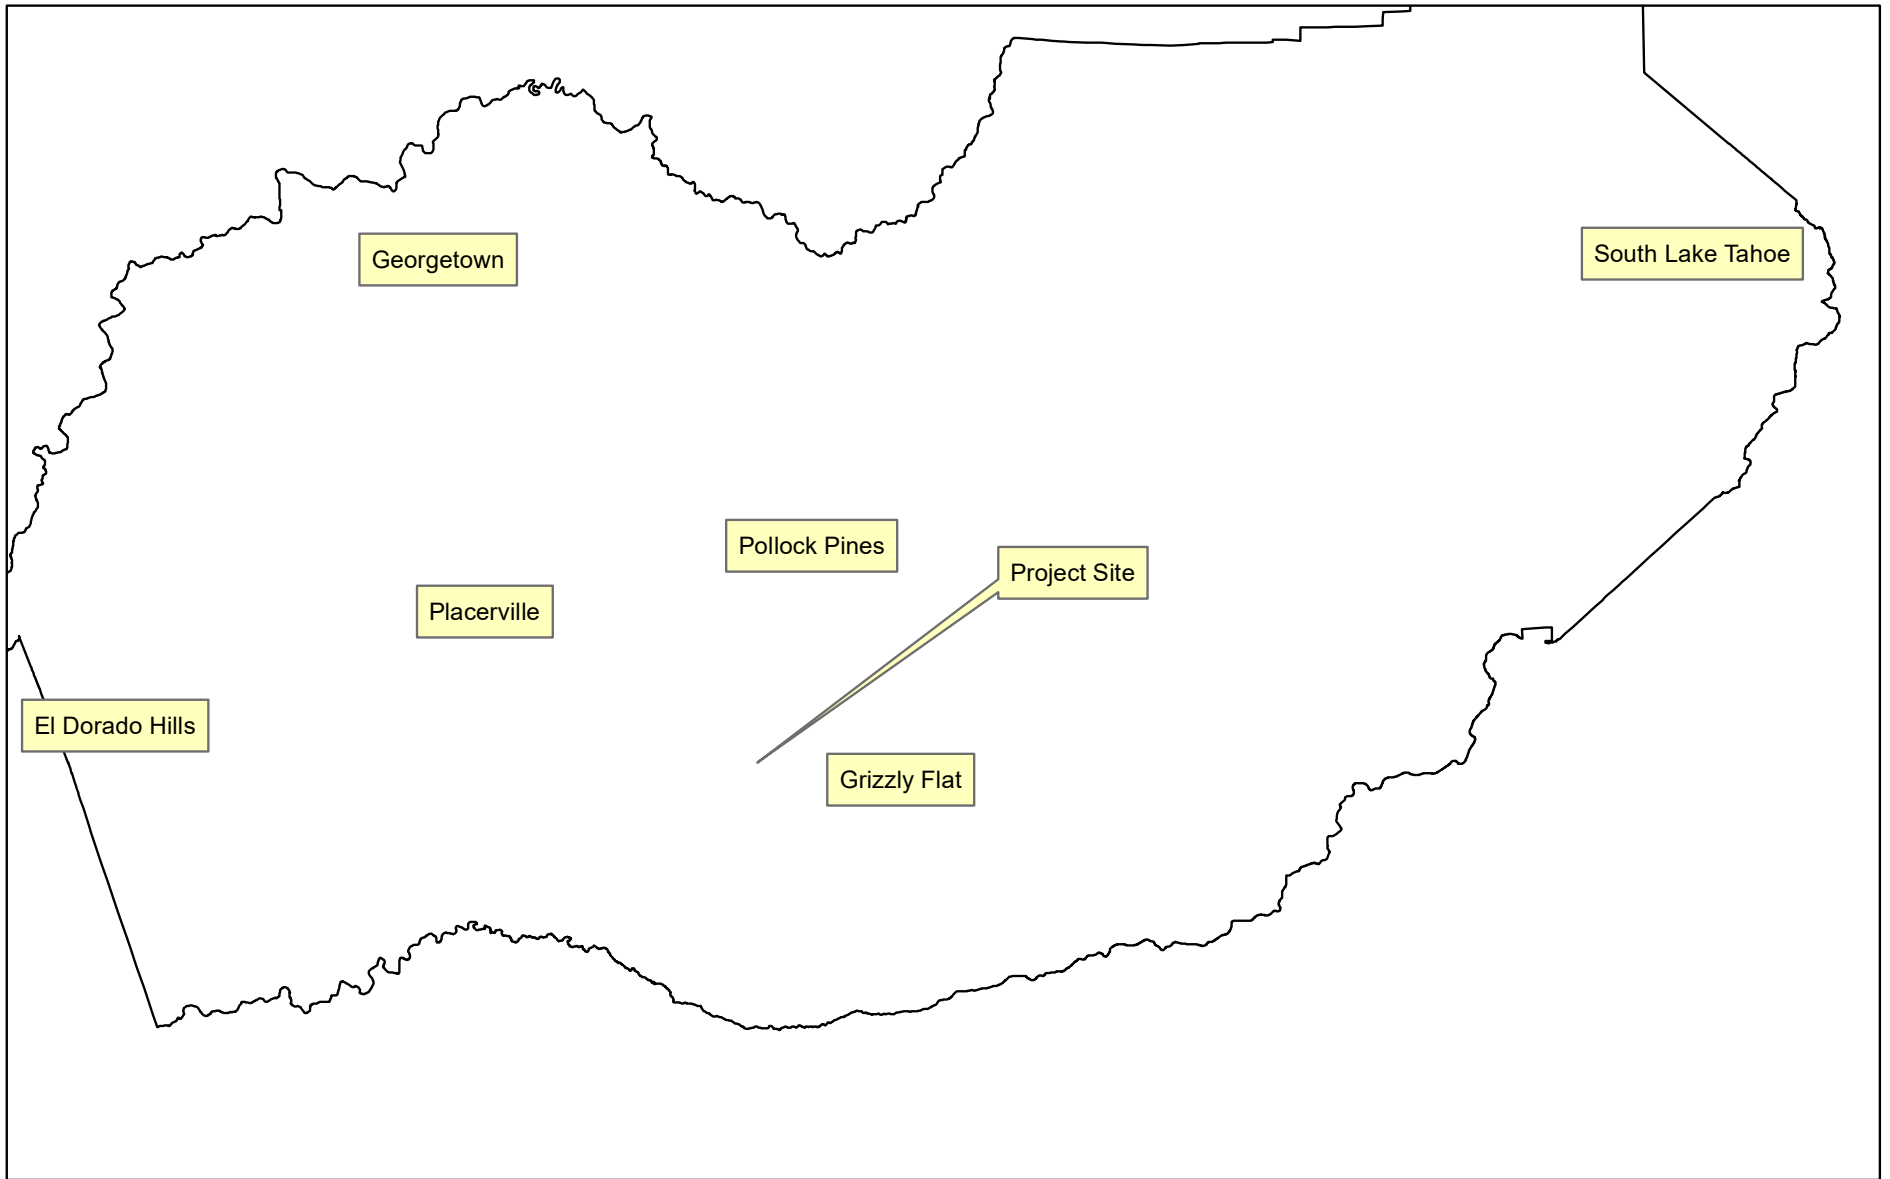 Georgetown
South Lake Tahoe
Pollock Pines
Project Site
Placerville
El Dorado Hills
Grizzly Flat